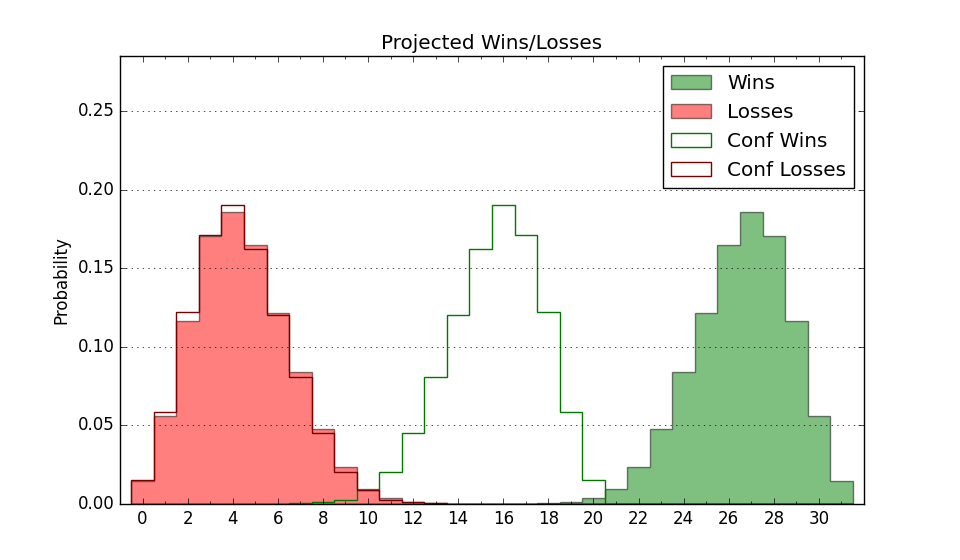 Projected Wins/Losses
Wins
Losses
Conf Wins
Conf Losses
Probability
0.25
0.20
0.15
0.10
0.05
0.00
0 2 4 6 8 10 12 14 16 18 20 22 24 26 28 30